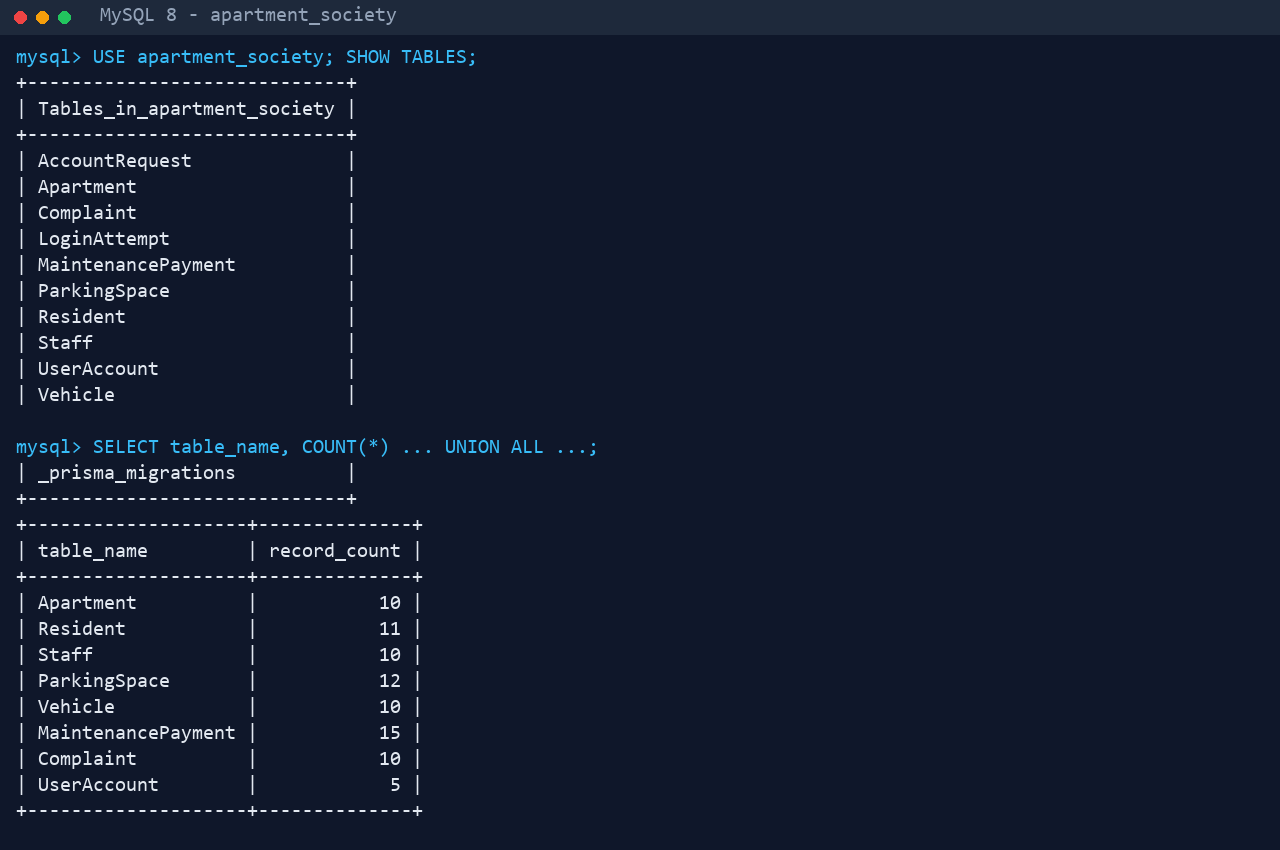 MySQL 8 - apartment_society
mysql> USE apartment_society; SHOW TABLES;
+-----------------------------+
| Tables_in_apartment_society |
+-----------------------------+
| AccountRequest              |
| Apartment                   |
| Complaint                   |
| LoginAttempt                |
| MaintenancePayment          |
| ParkingSpace                |
| Resident                    |
| Staff                       |
| UserAccount                 |
| Vehicle                     |
mysql> SELECT table_name, COUNT(*) ... UNION ALL ...;
| _prisma_migrations          |
+-----------------------------+
+--------------------+--------------+
| table_name         | record_count |
+--------------------+--------------+
| Apartment          |           10 |
| Resident           |           11 |
| Staff              |           10 |
| ParkingSpace       |           12 |
| Vehicle            |           10 |
| MaintenancePayment |           15 |
| Complaint          |           10 |
| UserAccount        |            5 |
+--------------------+--------------+